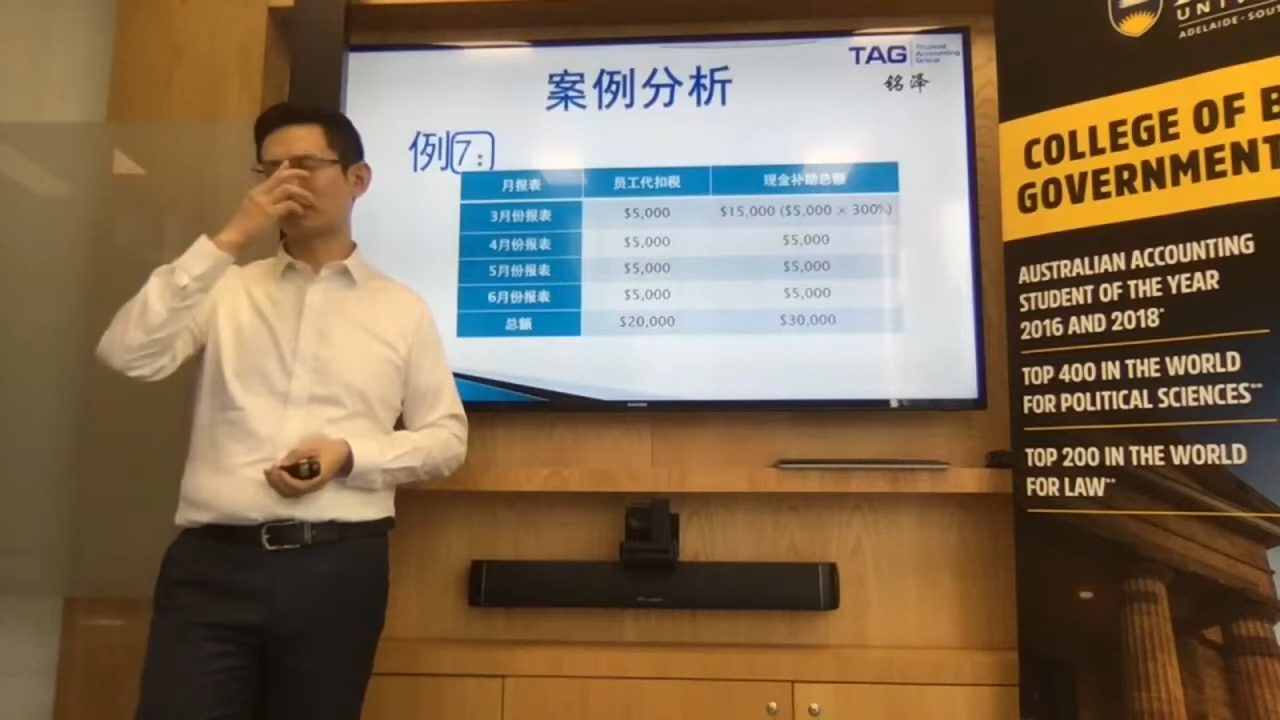 TAG Trusted Accounting Group
铭泽
案例分析
例7:
月报表 员工代扣税 现金补助总额
3月份报表 $5,000 $15,000 ($5,000 × 300%)
4月份报表 $5,000 $5,000
5月份报表 $5,000 $5,000
6月份报表 $5,000 $5,000
总额 $20,000 $30,000
ADELAIDE
COLLEGE OF
GOVERNMENT
AUSTRALIAN ACCOUNTING
STUDENT OF THE YEAR
2016 AND 2018*
TOP 400 IN THE WORLD
FOR POLITICAL SCIENCES**
TOP 200 IN THE WORLD
FOR LAW**